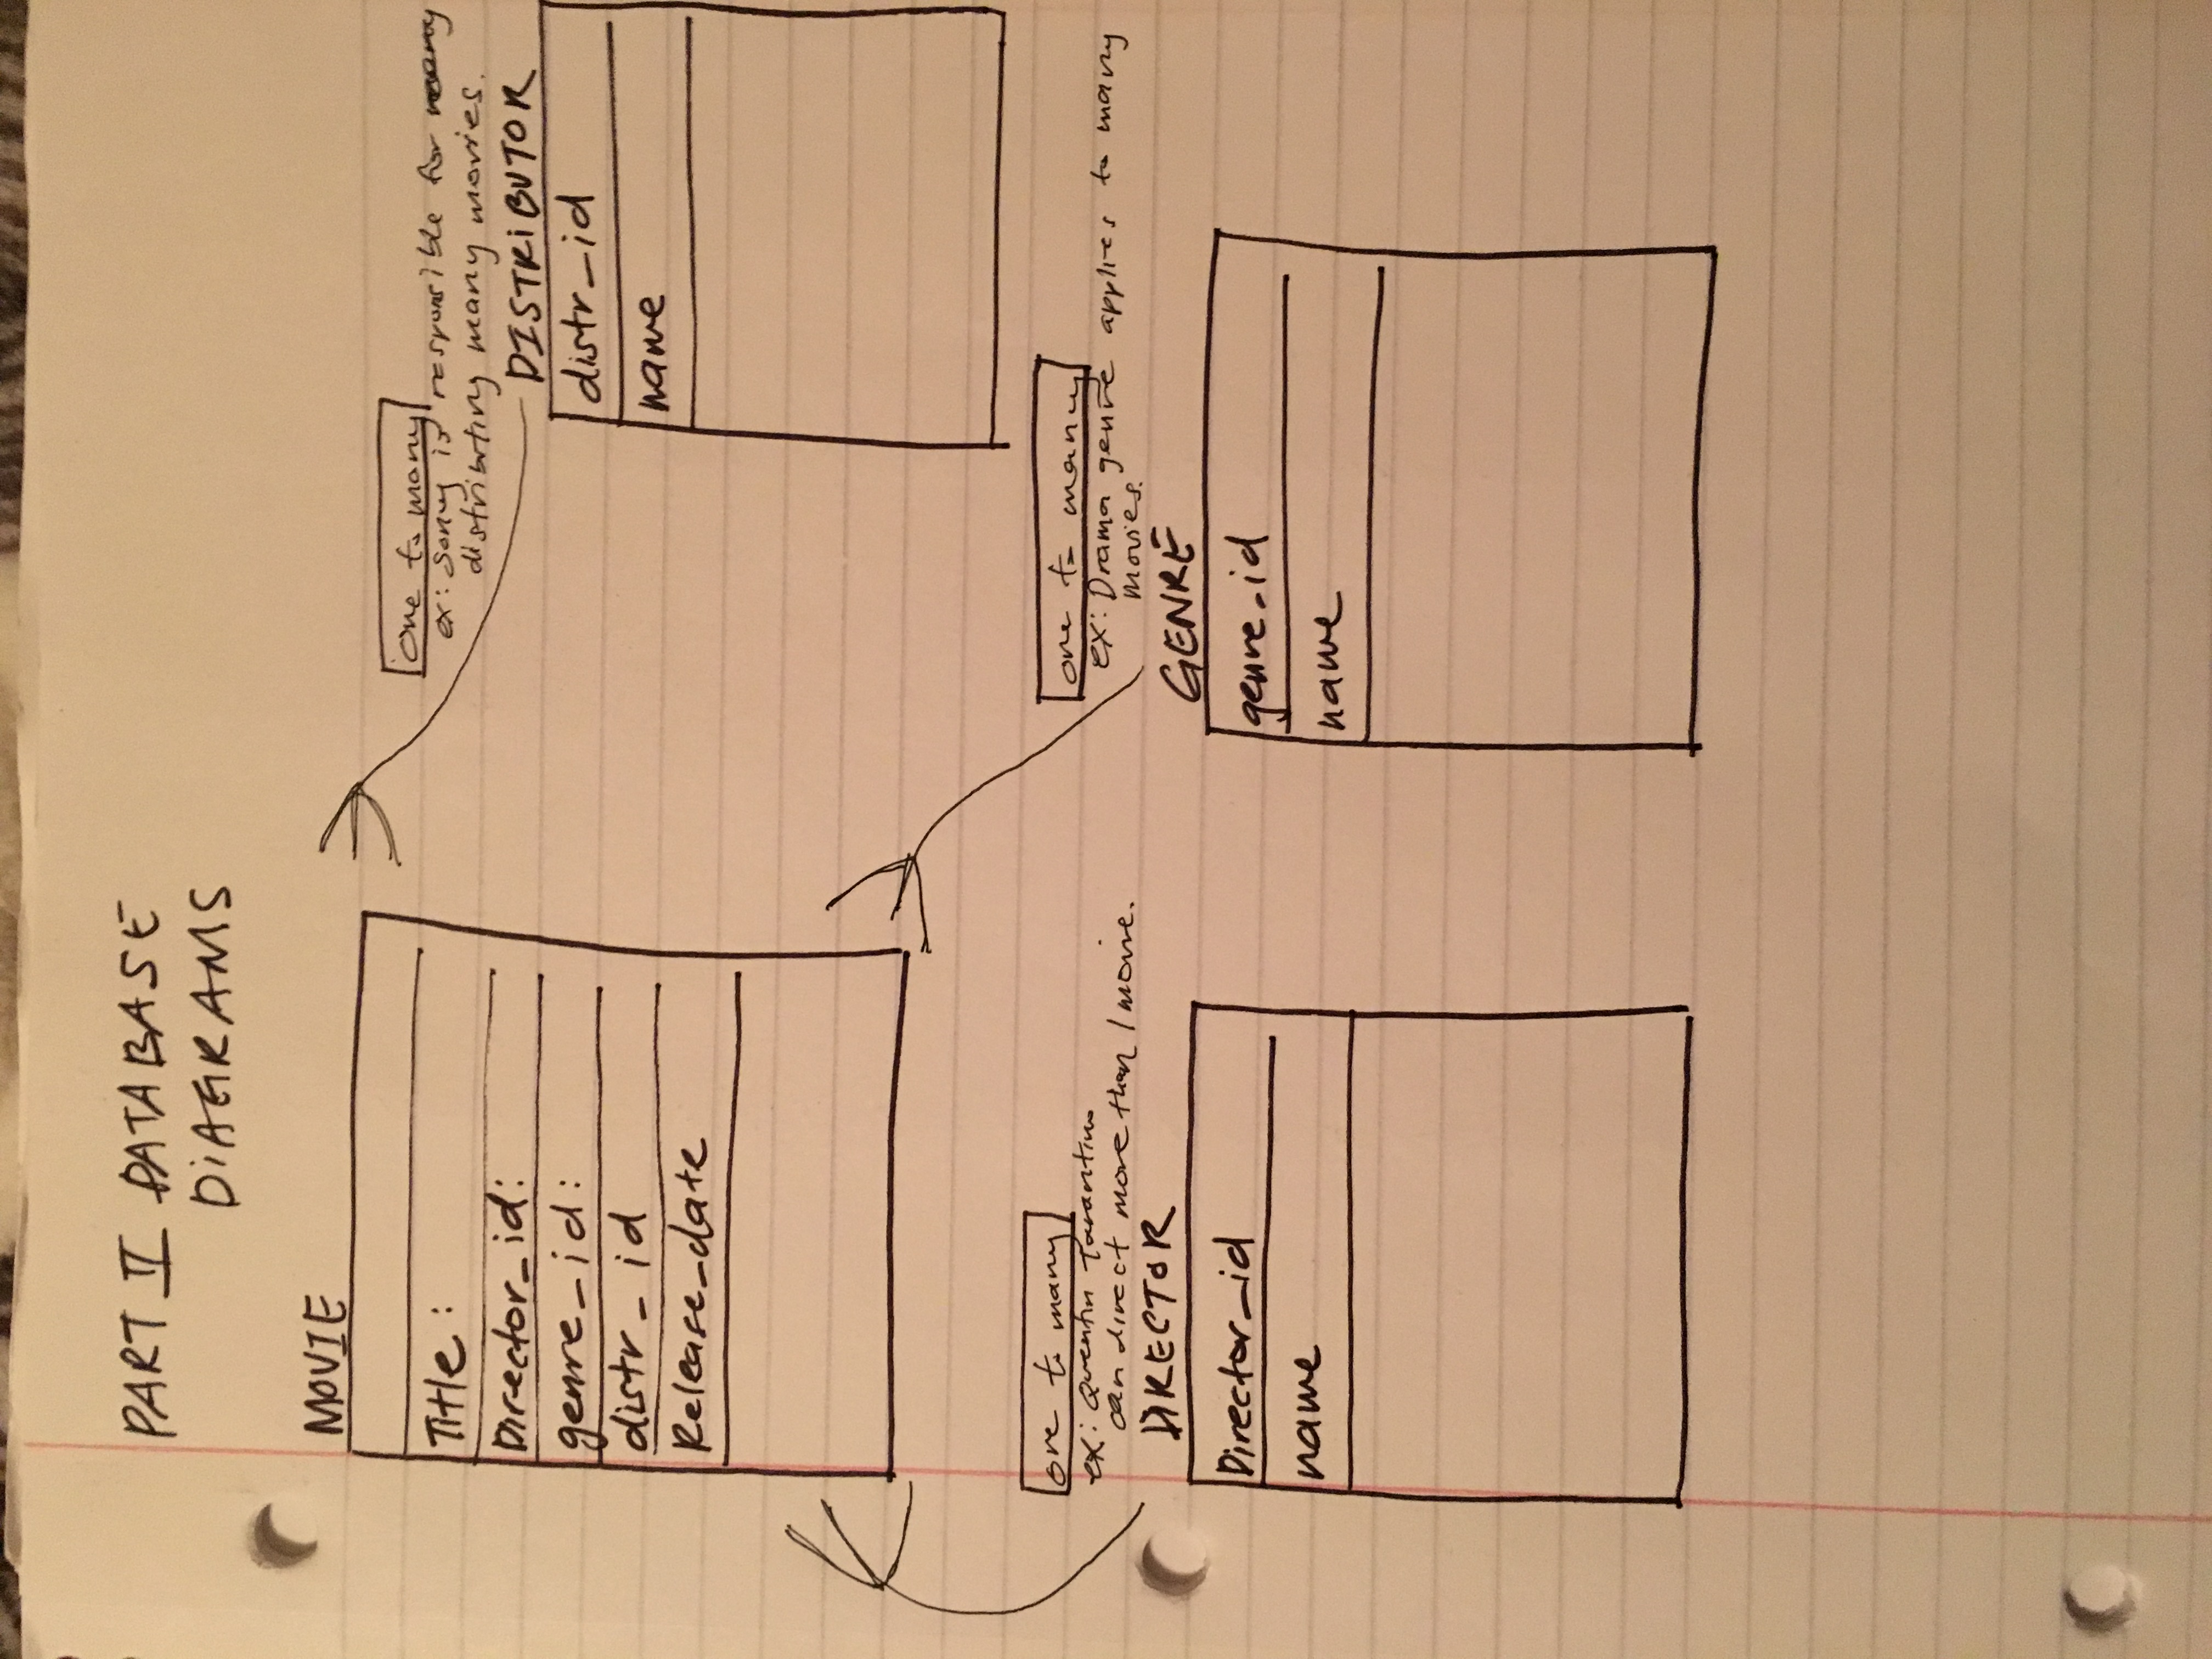 PART II DATABASE
DIAGRAMS
MOVIE
Title :
Director_id:
genre_id:
distr_id
Release_date
one to many
ex: Sony is responsible for many
distributing many movies.
DISTRIBUTOR
distr_id
name
one to many
ex: Quentin Tarantino
can direct more than 1 movie.
DIRECTOR
Director_id
name
one to many
ex: Drama genre applies to many
movies.
GENRE
genre_id
name